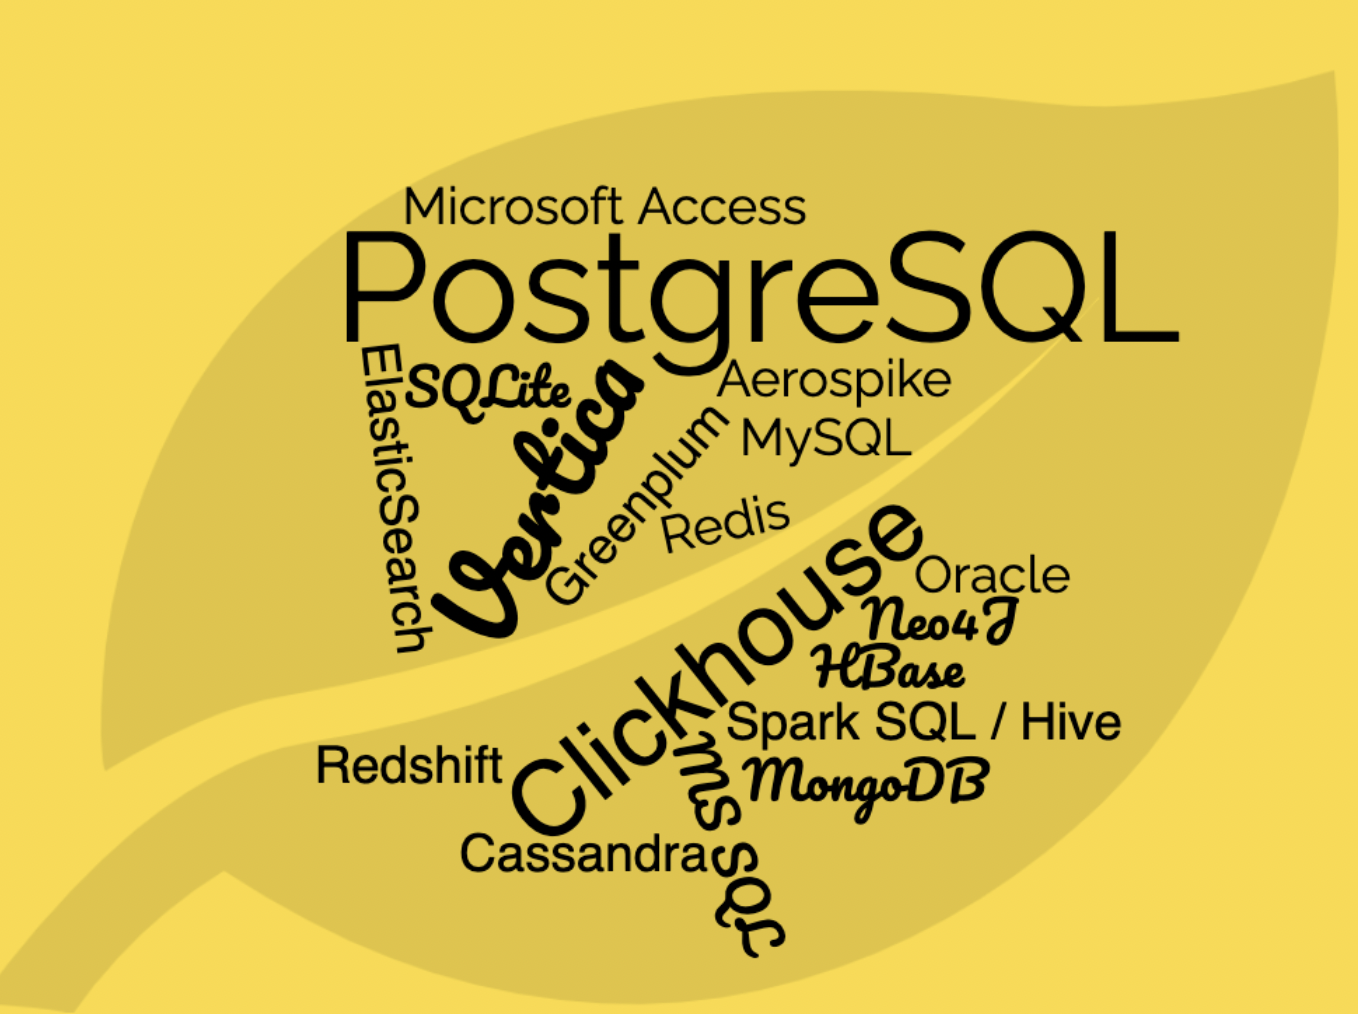 Microsoft Access
PostgreSQL
ElasticSearch
SQLite
Vertica
Aerospike
Greenplum
MySQL
Redis
Clickhouse
Oracle
Neo4J
HBase
Spark SQL / Hive
Redshift
MS SQL
MongoDB
Cassandra